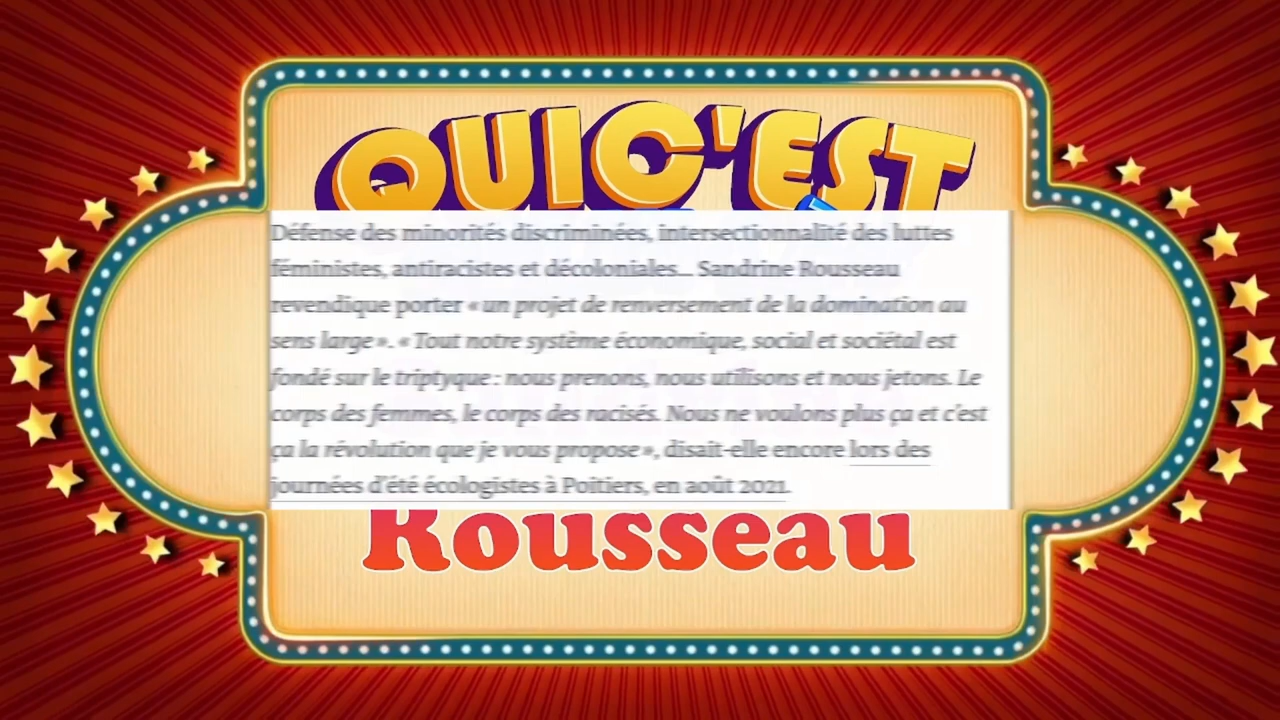 QUI C'EST
Défense des minorités discriminées, intersectionnalité des luttes
féministes, antiracistes et décoloniales... Sandrine Rousseau
revendique porter « un projet de renversement de la domination au
sens large ». « Tout notre système économique, social et sociétal est
fondé sur le triptyque : nous prenons, nous utilisons et nous jetons. Le
corps des femmes, le corps des racisés. Nous ne voulons plus ça et c'est
ça la révolution que je vous propose », disait-elle encore lors des
journées d'été écologistes à Poitiers, en août 2021.
Rousseau